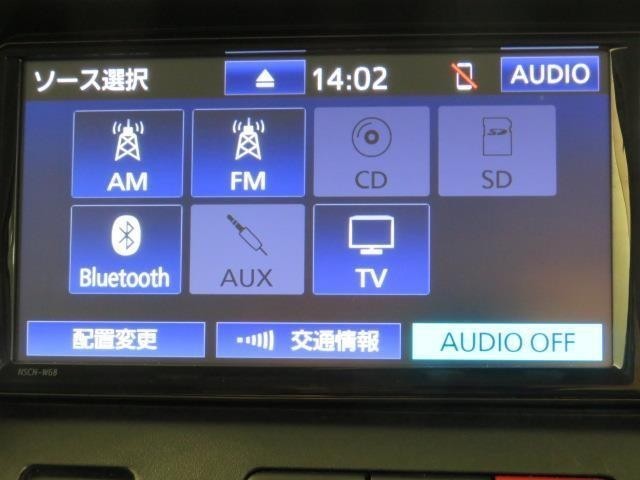 ソース選択 14:02 AUDIO
AM FM CD SD
Bluetooth AUX TV
配置変更 交通情報 AUDIO OFF
NSCN-W68